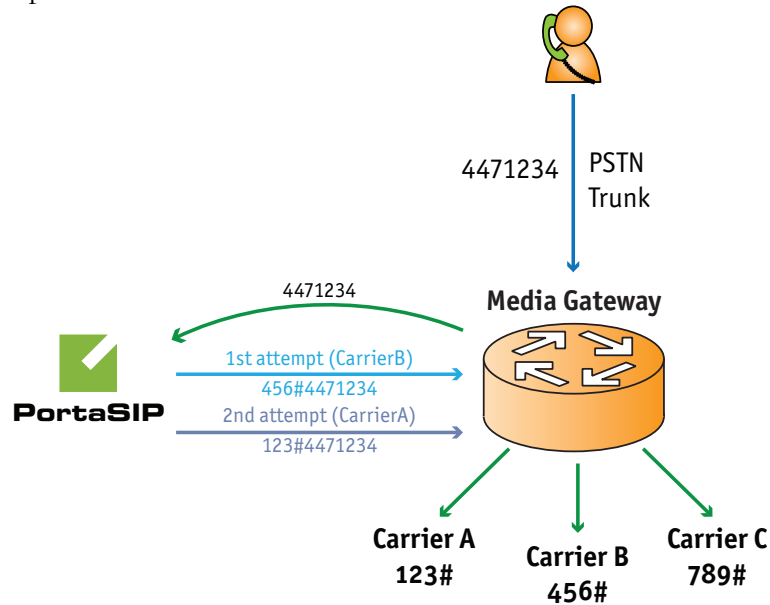 4471234
PSTN
Trunk
4471234
Media Gateway
1st attempt (CarrierB)
456#4471234
PortaSIP
2nd attempt (CarrierA)
123#4471234
Carrier A
123#
Carrier B
456#
Carrier C
789#